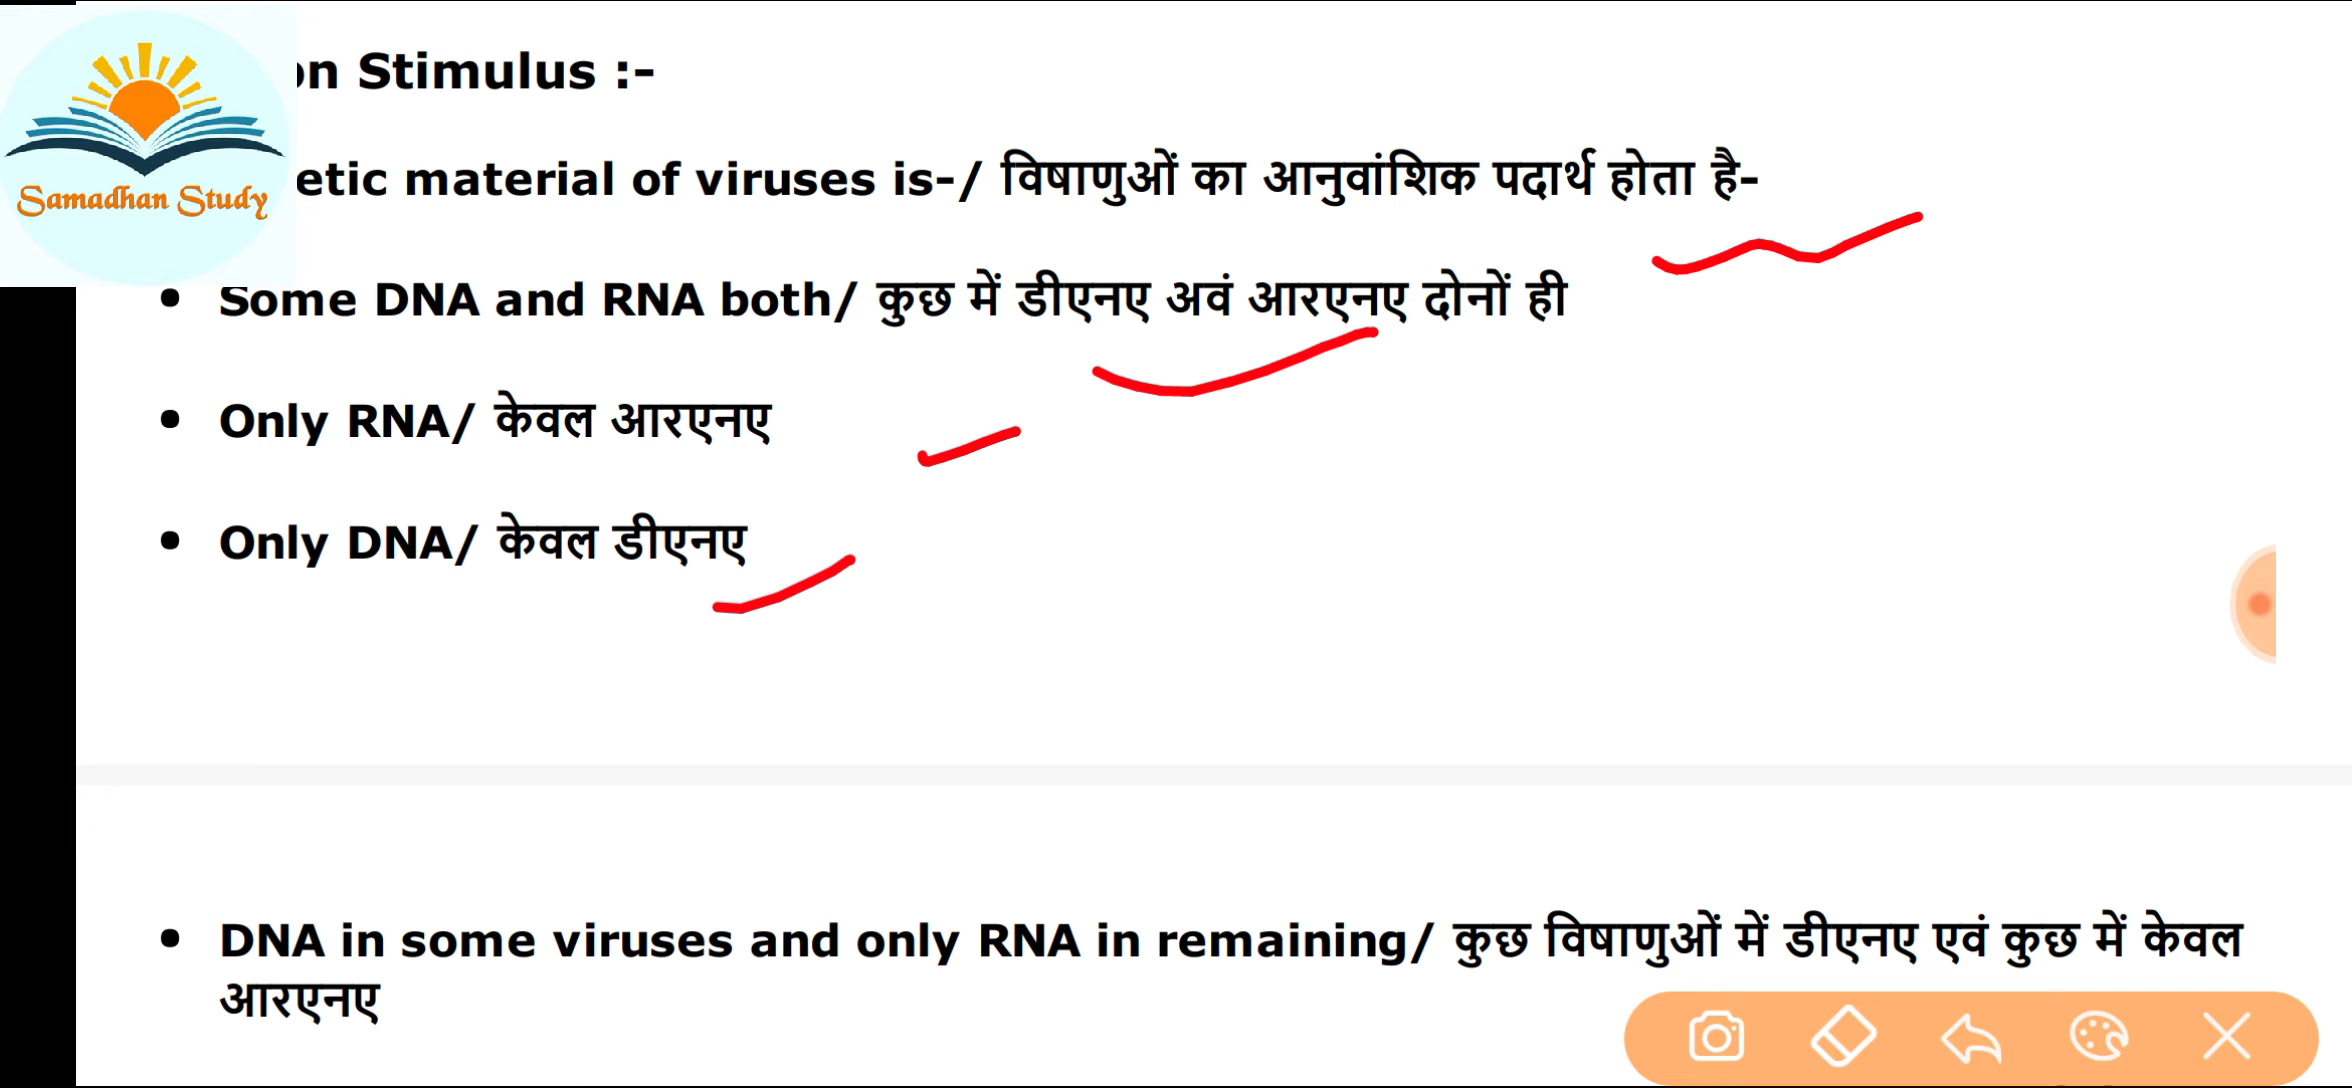 on Stimulus :-
etic material of viruses is-/ विषाणुओं का आनुवांशिक पदार्थ होता है-
Samadhan Study
• Some DNA and RNA both/ कुछ में डीएनए अवं आरएनए दोनों ही
• Only RNA/ केवल आरएनए
• Only DNA/ केवल डीएनए
• DNA in some viruses and only RNA in remaining/ कुछ विषाणुओं में डीएनए एवं कुछ में केवल
आरएनए